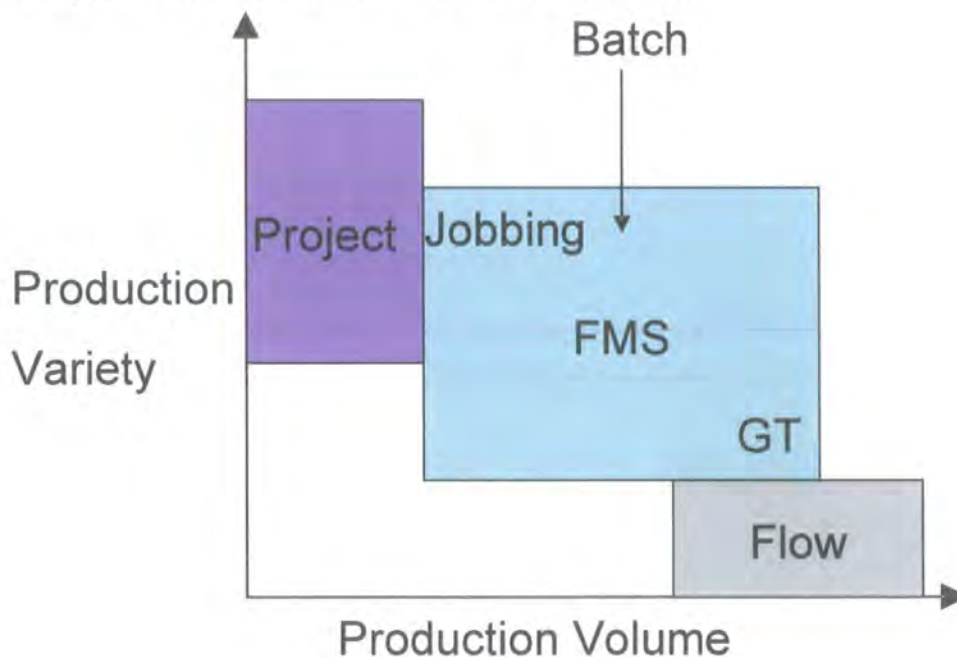 Batch
Project
Jobbing
Production
Variety
FMS
GT
Flow
Production Volume